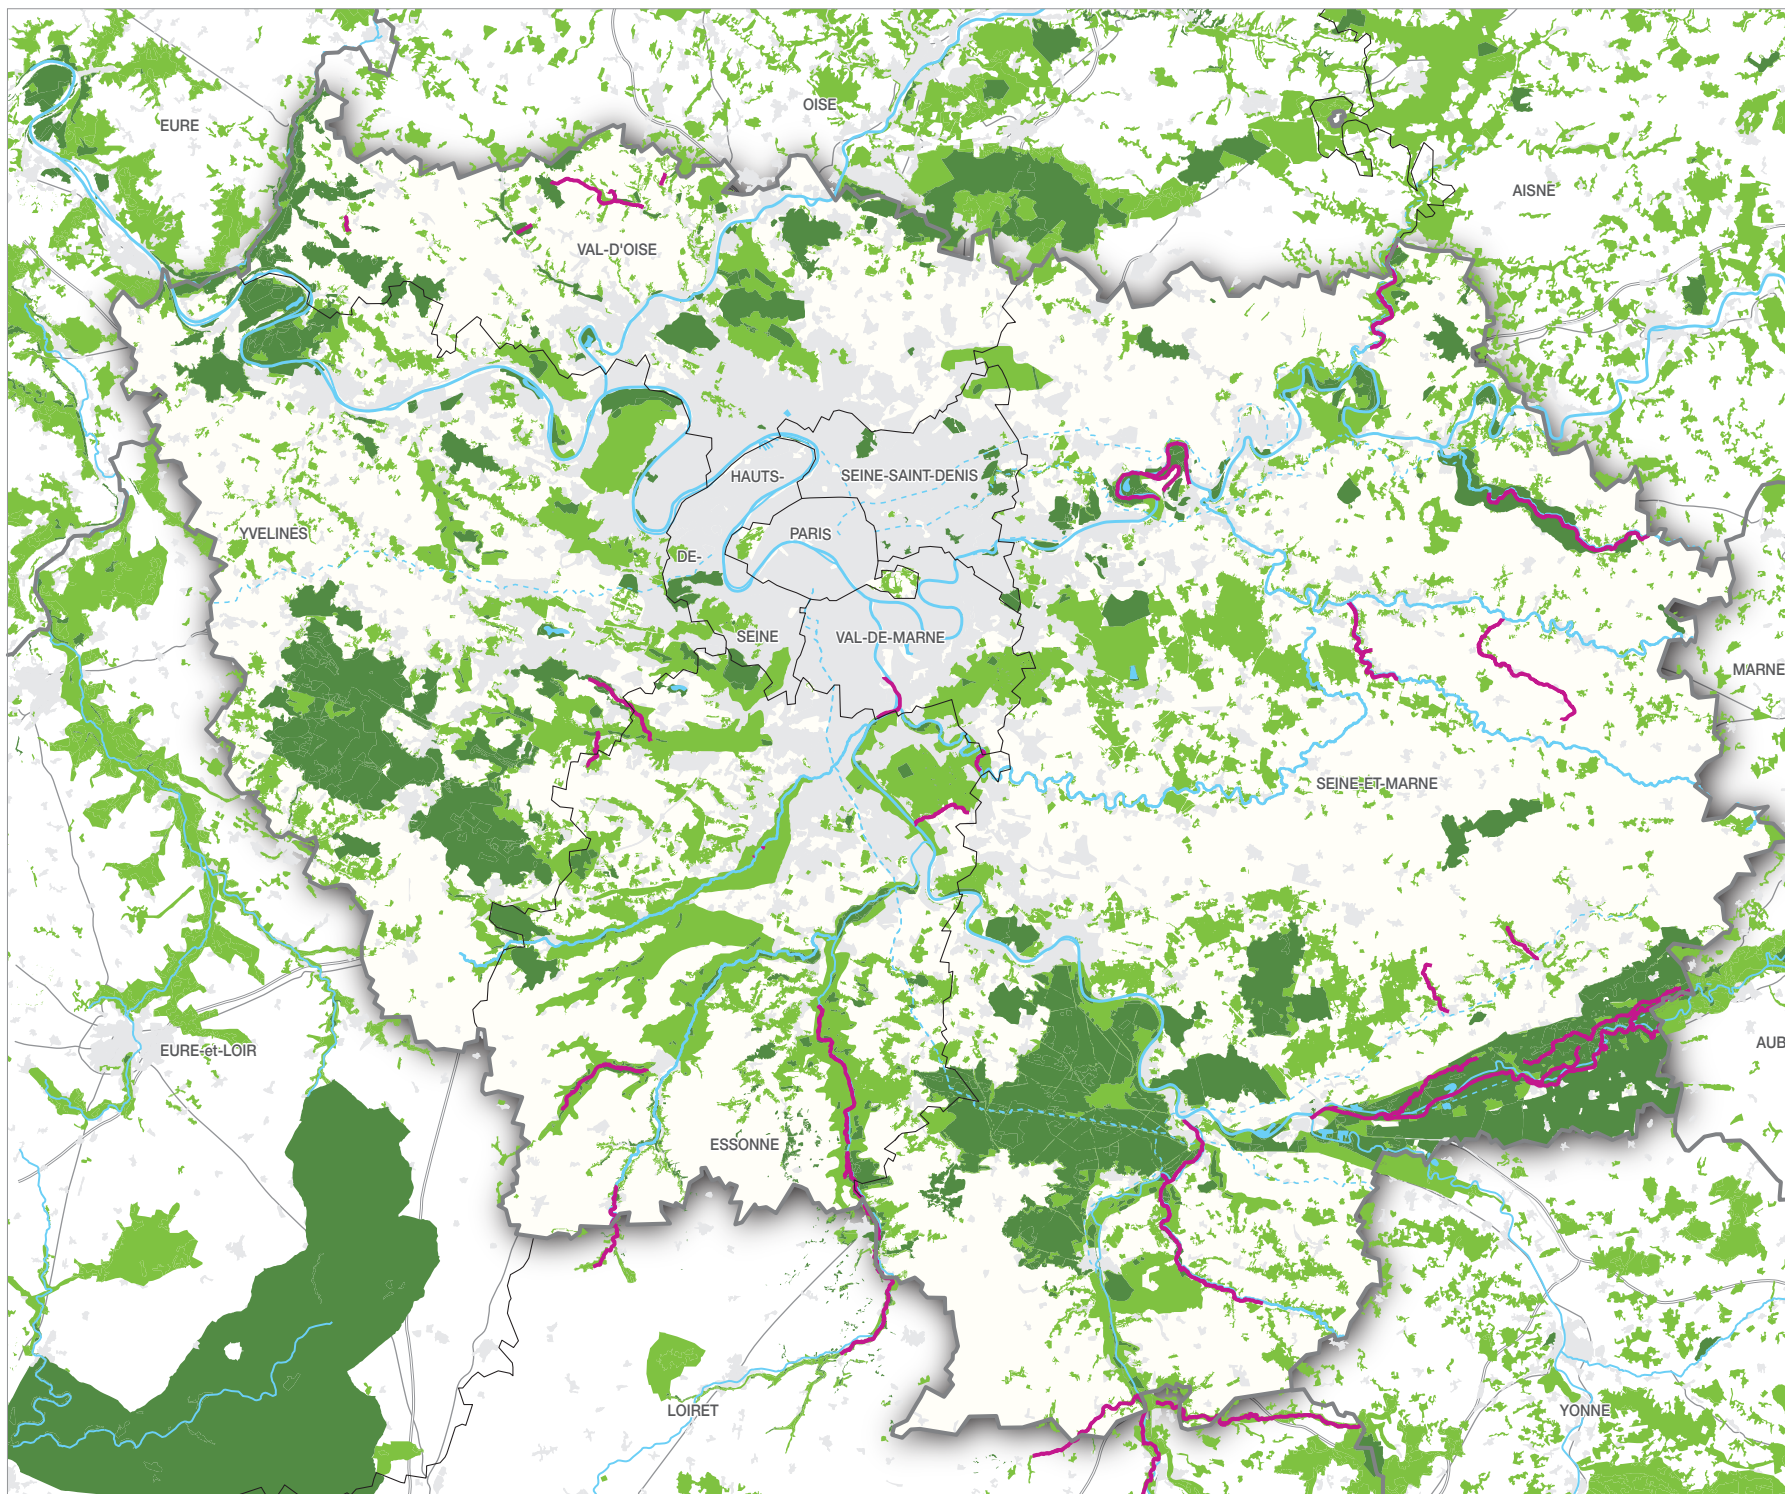 OISE
EURE
AISNE
VAL-D'OISE
HAUTS-
SEINE-SAINT-DENIS
YVELINES
PARIS
DE-
SEINE
VAL-DE-MARNE
MARNE
SEINE-ET-MARNE
EURE-et-LOIR
AUB
ESSONNE
LOIRET
YONNE